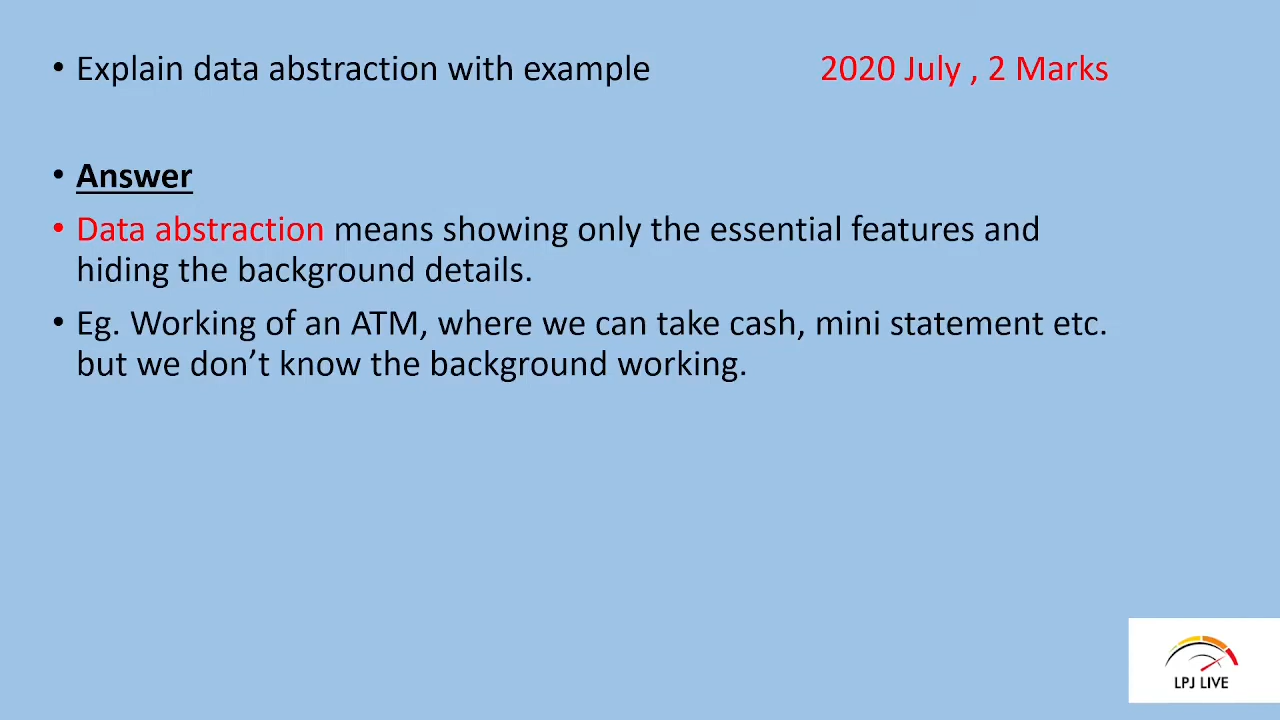 • Explain data abstraction with example 2020 July , 2 Marks
• Answer
• Data abstraction means showing only the essential features and
hiding the background details.
• Eg. Working of an ATM, where we can take cash, mini statement etc.
but we don’t know the background working.
LPJ LIVE